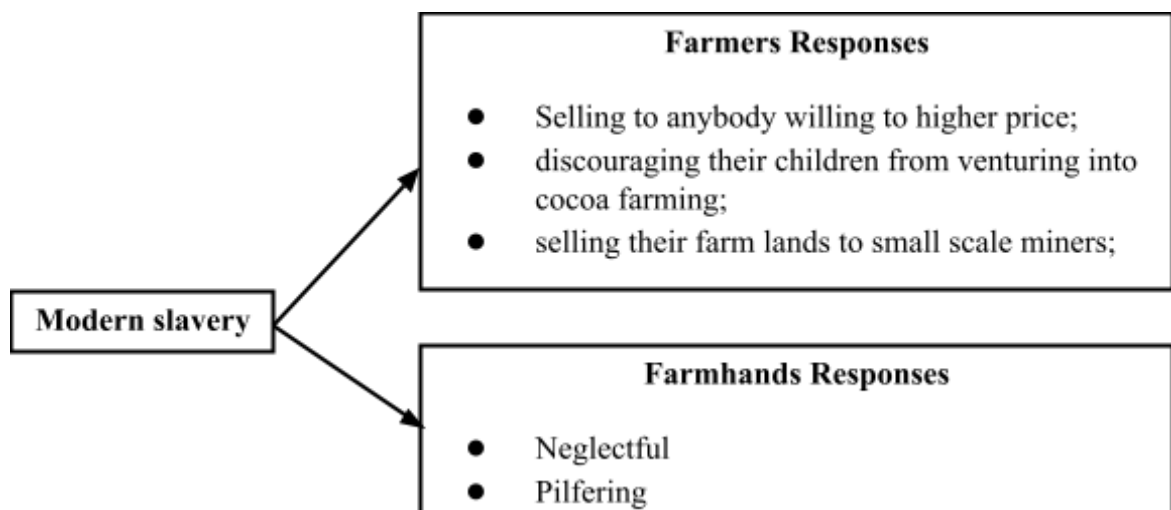 Farmers Responses
● Selling to anybody willing to higher price;
● discouraging their children from venturing into
cocoa farming;
● selling their farm lands to small scale miners;
Modern slavery
Farmhands Responses
● Neglectful
● Pilfering